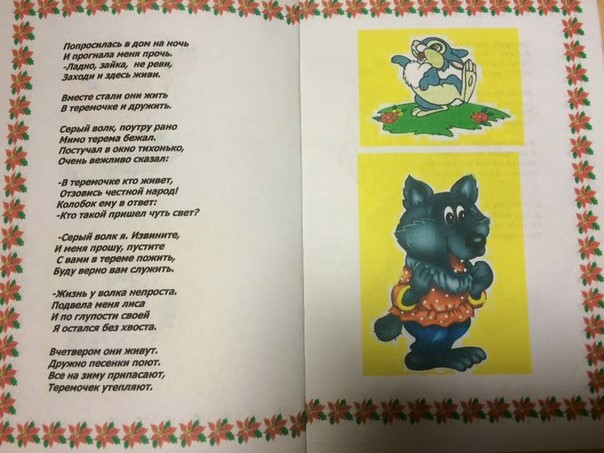 Попросилась в дом на ночь
И прогнала меня прочь.
-Ладно, зайка, не реви,
Заходи и здесь живи.
Вместе стали они жить
В теремочке и дружить.
Серый волк, поутру рано
Мимо терема бежал.
Постучал в окно тихонько,
Очень вежливо сказал:
-В теремочке кто живет,
Отзовись честной народ!
Колобок ему в ответ:
-Кто такой пришел чуть свет?
-Серый волк я. Извините,
И меня прошу, пустите
С вами в тереме пожить,
Буду верно вам служить.
-Жизнь у волка непроста.
Подвела меня лиса
И по глупости своей
Я остался без хвоста.
Вчетвером они живут.
Дружно песенки поют.
Все на зиму припасают,
Теремочек утепляют.